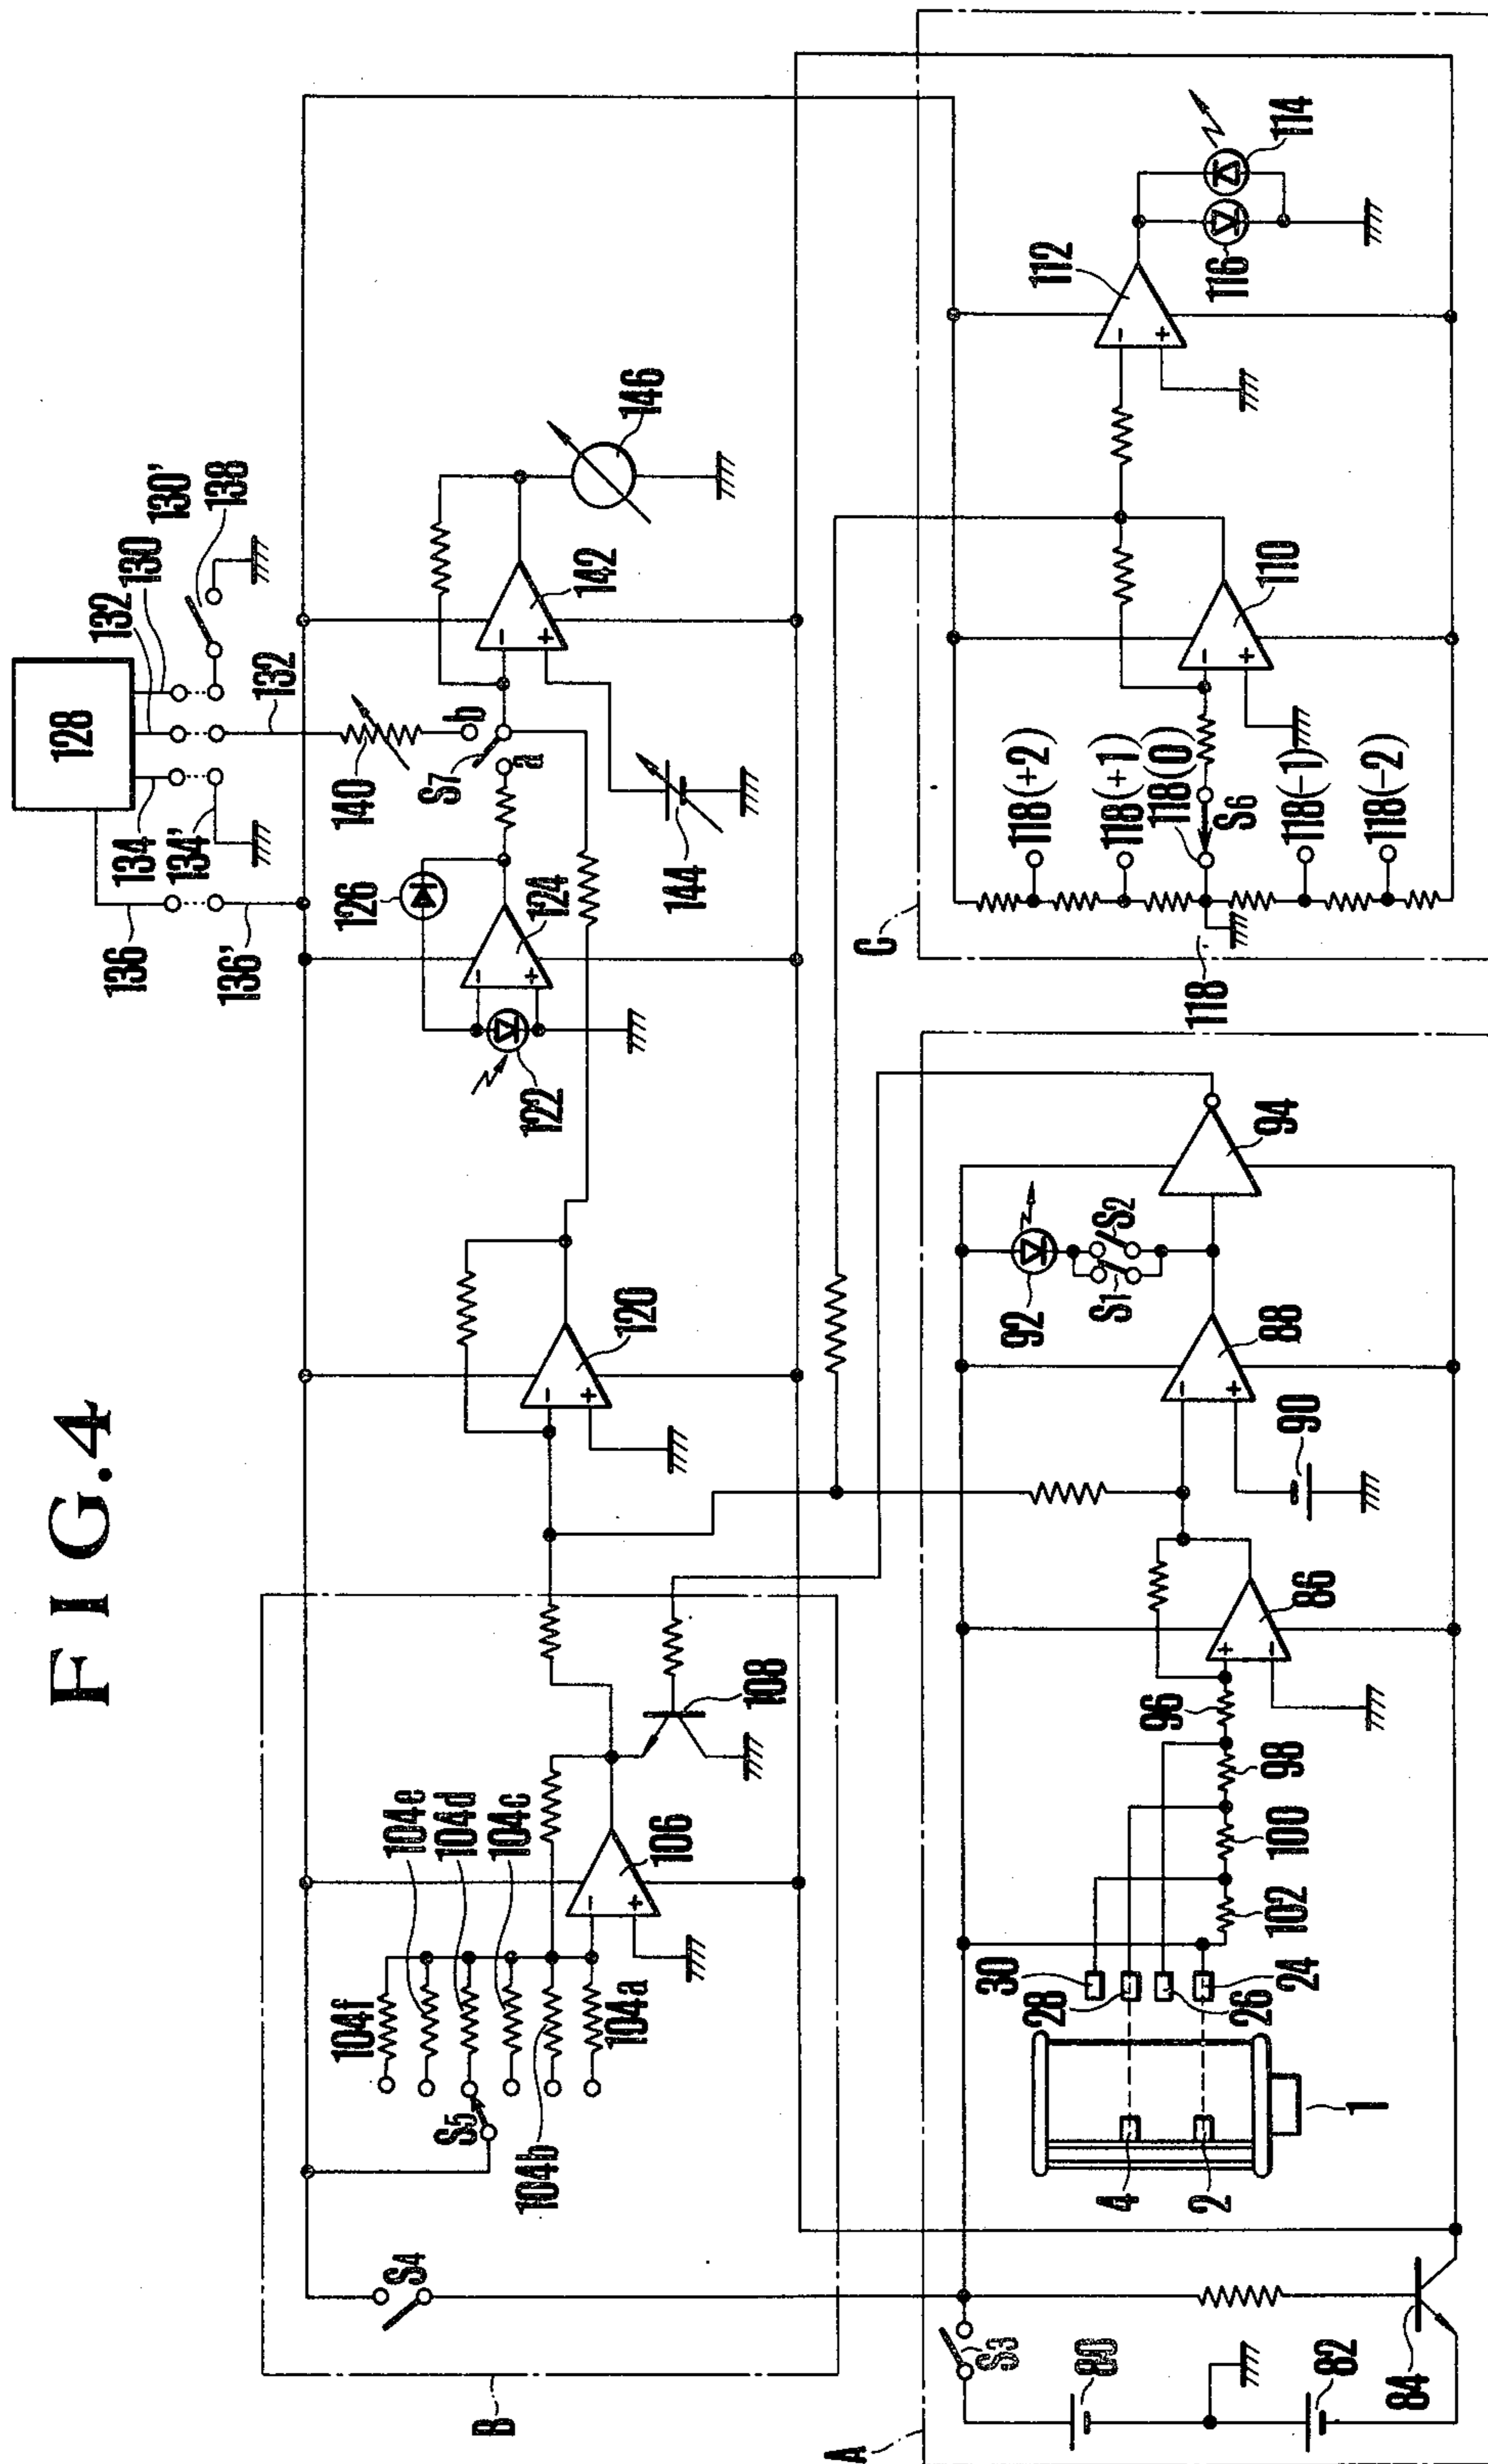 FIG.4
128
136
134
132
130
130'
138
134'
136'
132
140
S7
b
a
126
124
122
142
144
146
120
B
S4
S5
104f
104e
104d
104c
104b
104a
106
108
C
112
114
116
110
118(+2)
118(+1)
118(0)
118(-1)
118(-2)
S6
118
A
S3
80
82
84
1
2
4
24
26
28
30
102
100
98
96
86
88
90
92
S1
S2
94
- + - + - + - + - + - + - + + -